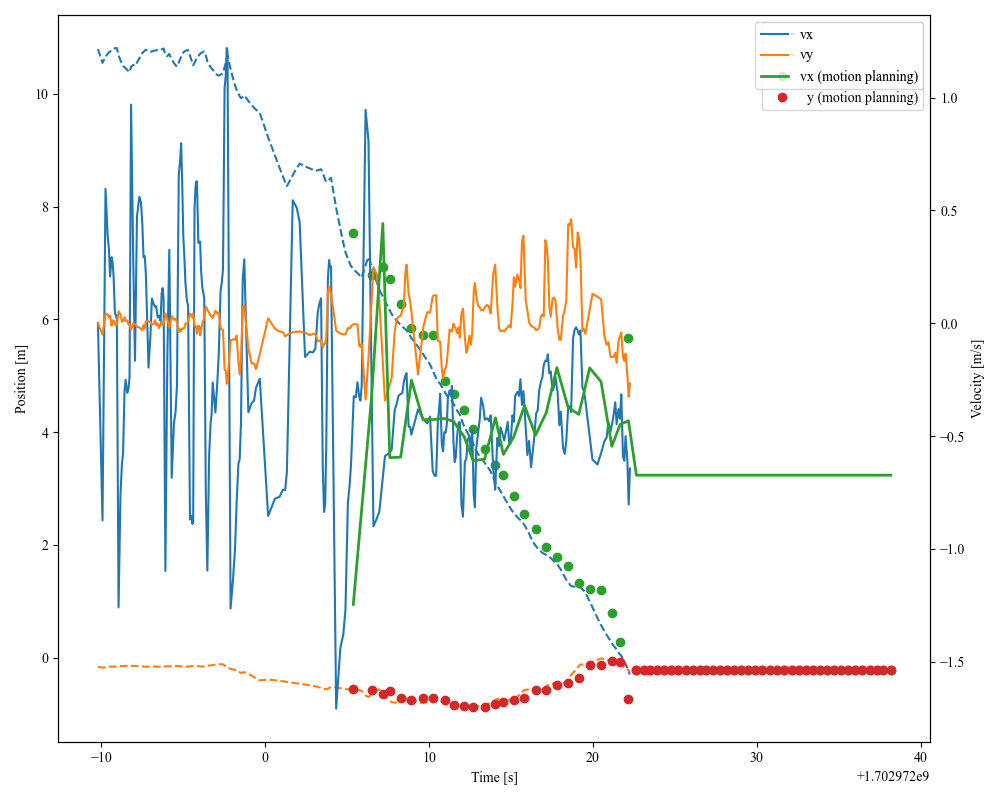 vx
vy
vx (motion planning)
y (motion planning)
10
8
6
4
2
0
Position [m]
1.0
0.5
0.0
−0.5
−1.0
−1.5
Velocity [m/s]
−10
0
10
20
30
40
Time [s]
+1.702972e9